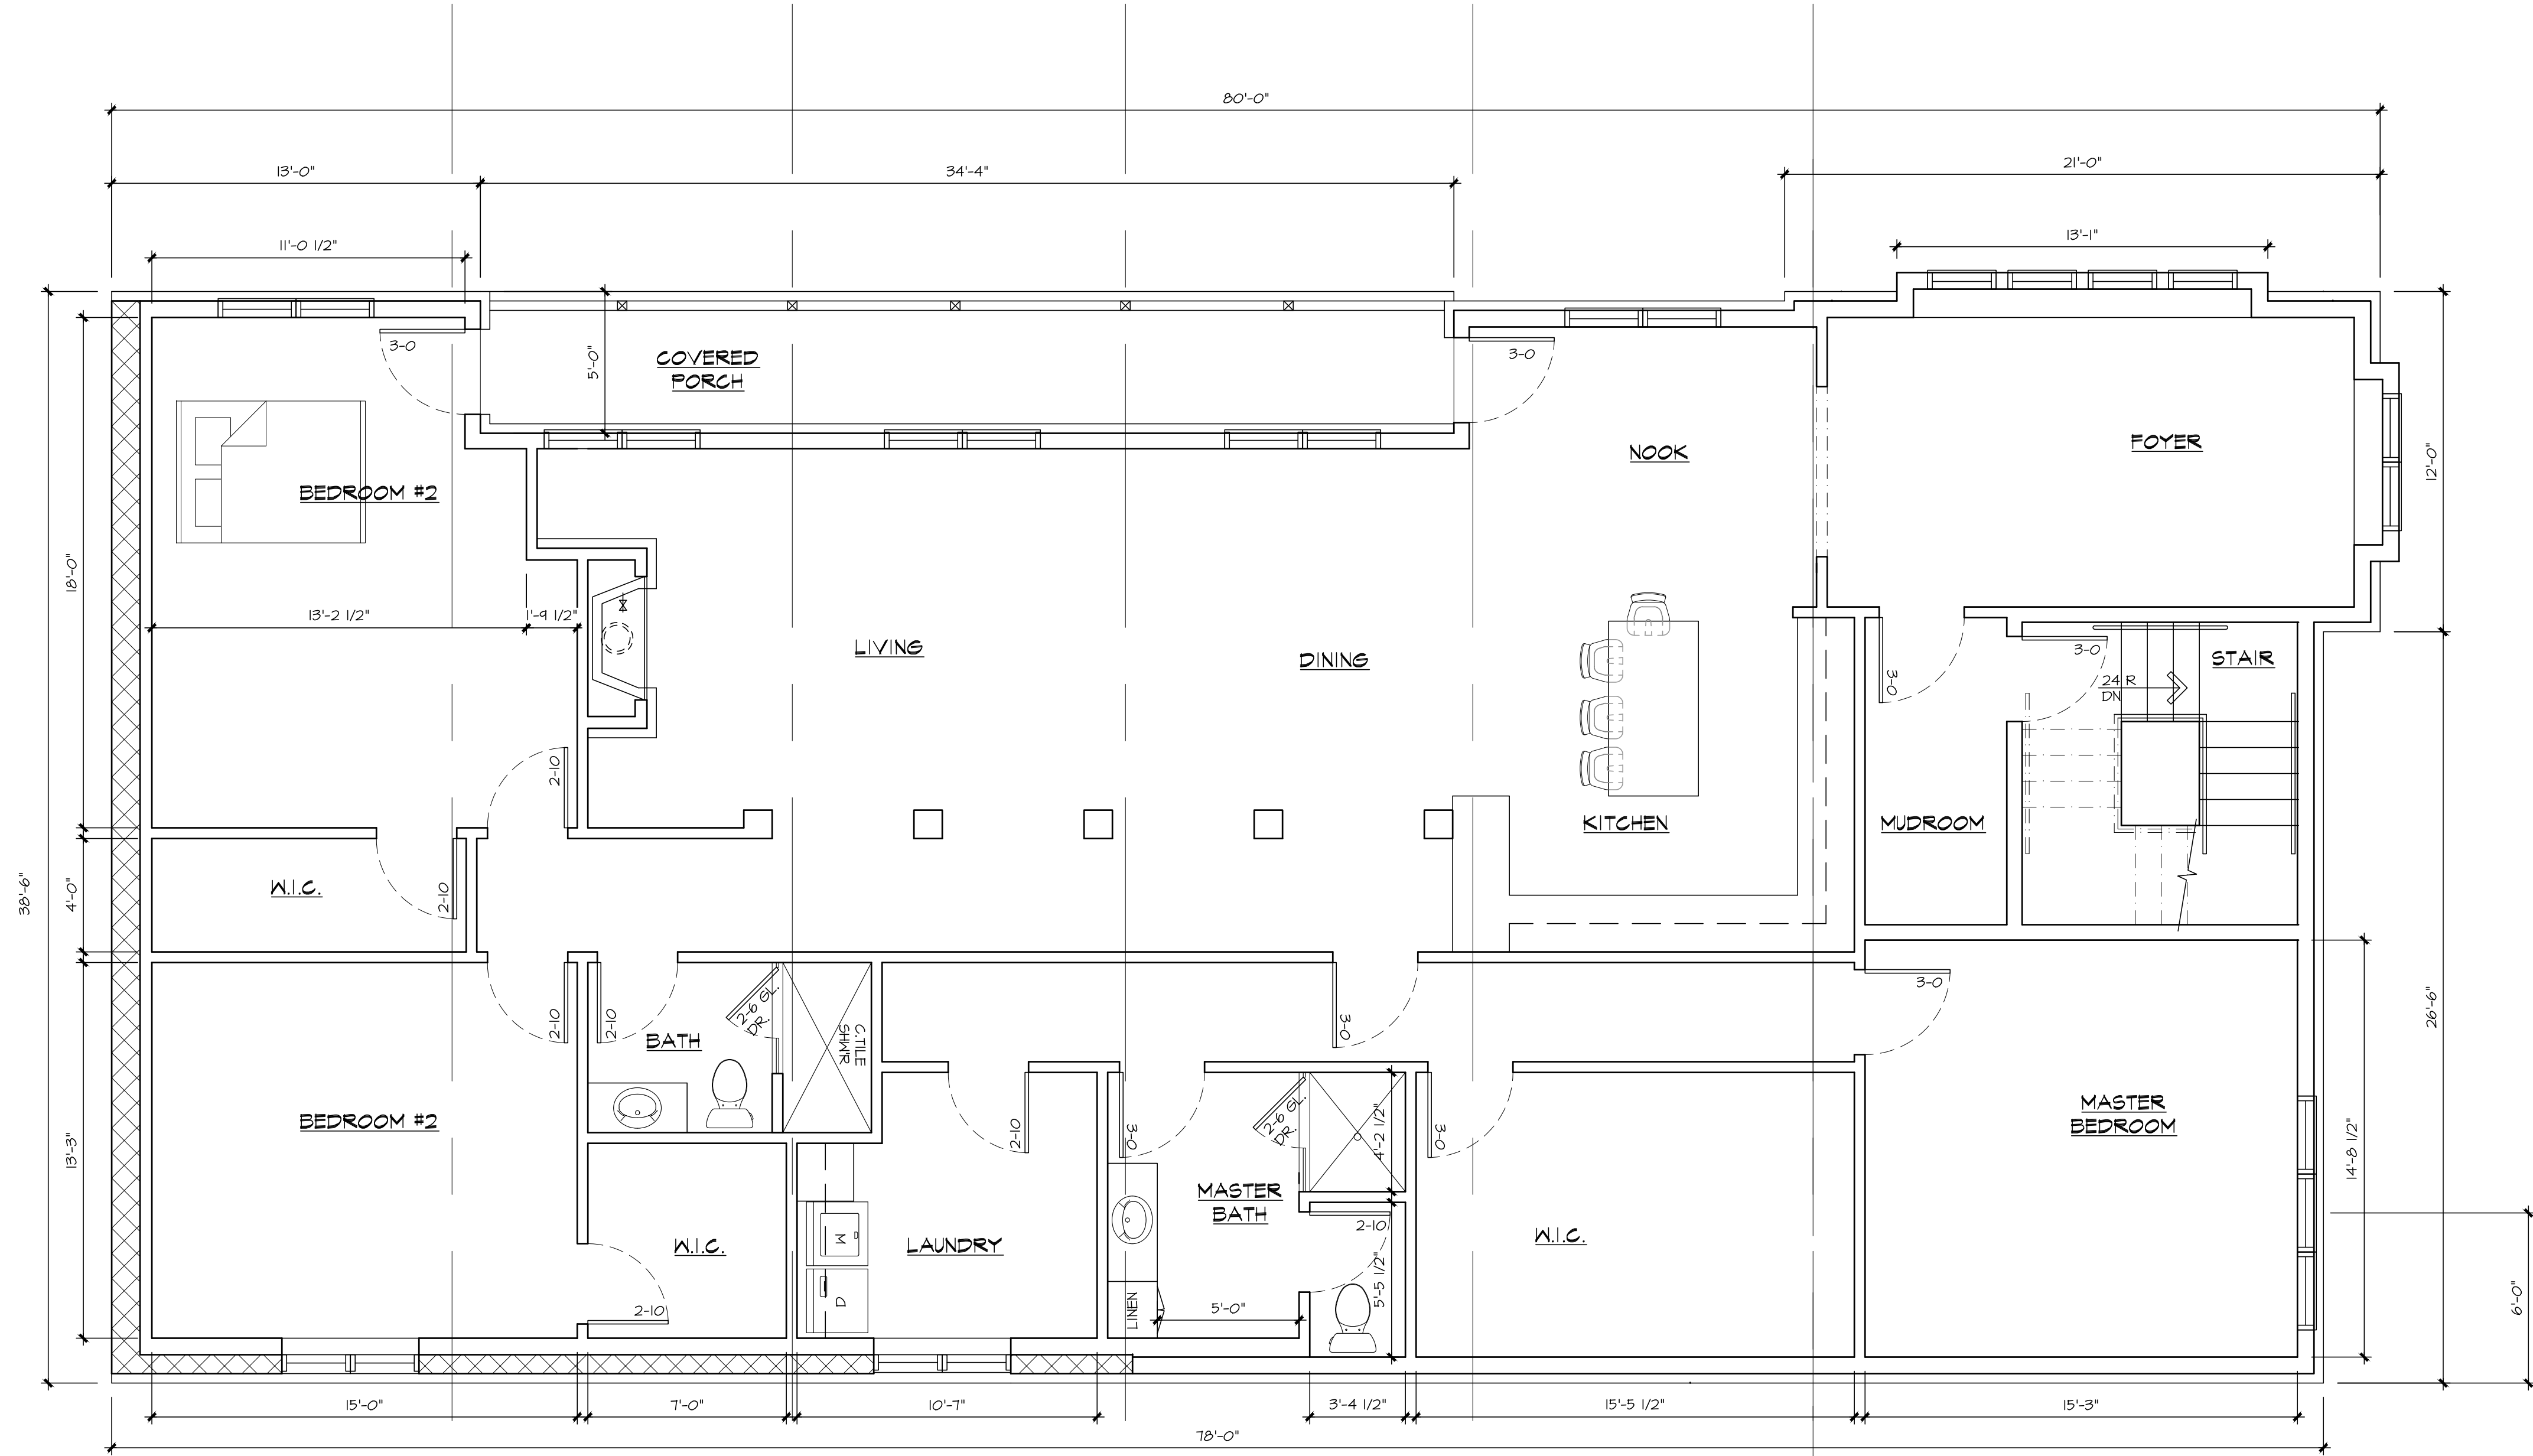 80'-0"
13'-0"
34'-4"
21'-0"
11'-0 1/2"
13'-1"
3-0
5'-0"
COVERED
PORCH
3-0
NOOK
FOYER
12'-0"
BEDROOM #2
18'-0"
13'-2 1/2"
1'-9 1/2"
LIVING
DINING
3-0
3-0
STAIR
24 R
DN
2-10
KITCHEN
MUDROOM
38'-6"
4'-0"
W.I.C.
2-10
2-10
2-10
BATH
2-6 GL.
DR.
C.TILE
SHW'R
3-0
3-0
26'-6"
BEDROOM #2
13'-3"
2-10
3-0
2-6 GL.
DR.
4'-2 1/2"
3-0
MASTER
BEDROOM
14'-8 1/2"
MASTER
BATH
2-10
W.I.C.
M
LAUNDRY
W.I.C.
D
2-10
LINEN
5'-0"
5'-5 1/2"
6'-0"
15'-0"
7'-0"
10'-7"
3'-4 1/2"
15'-5 1/2"
15'-3"
78'-0"